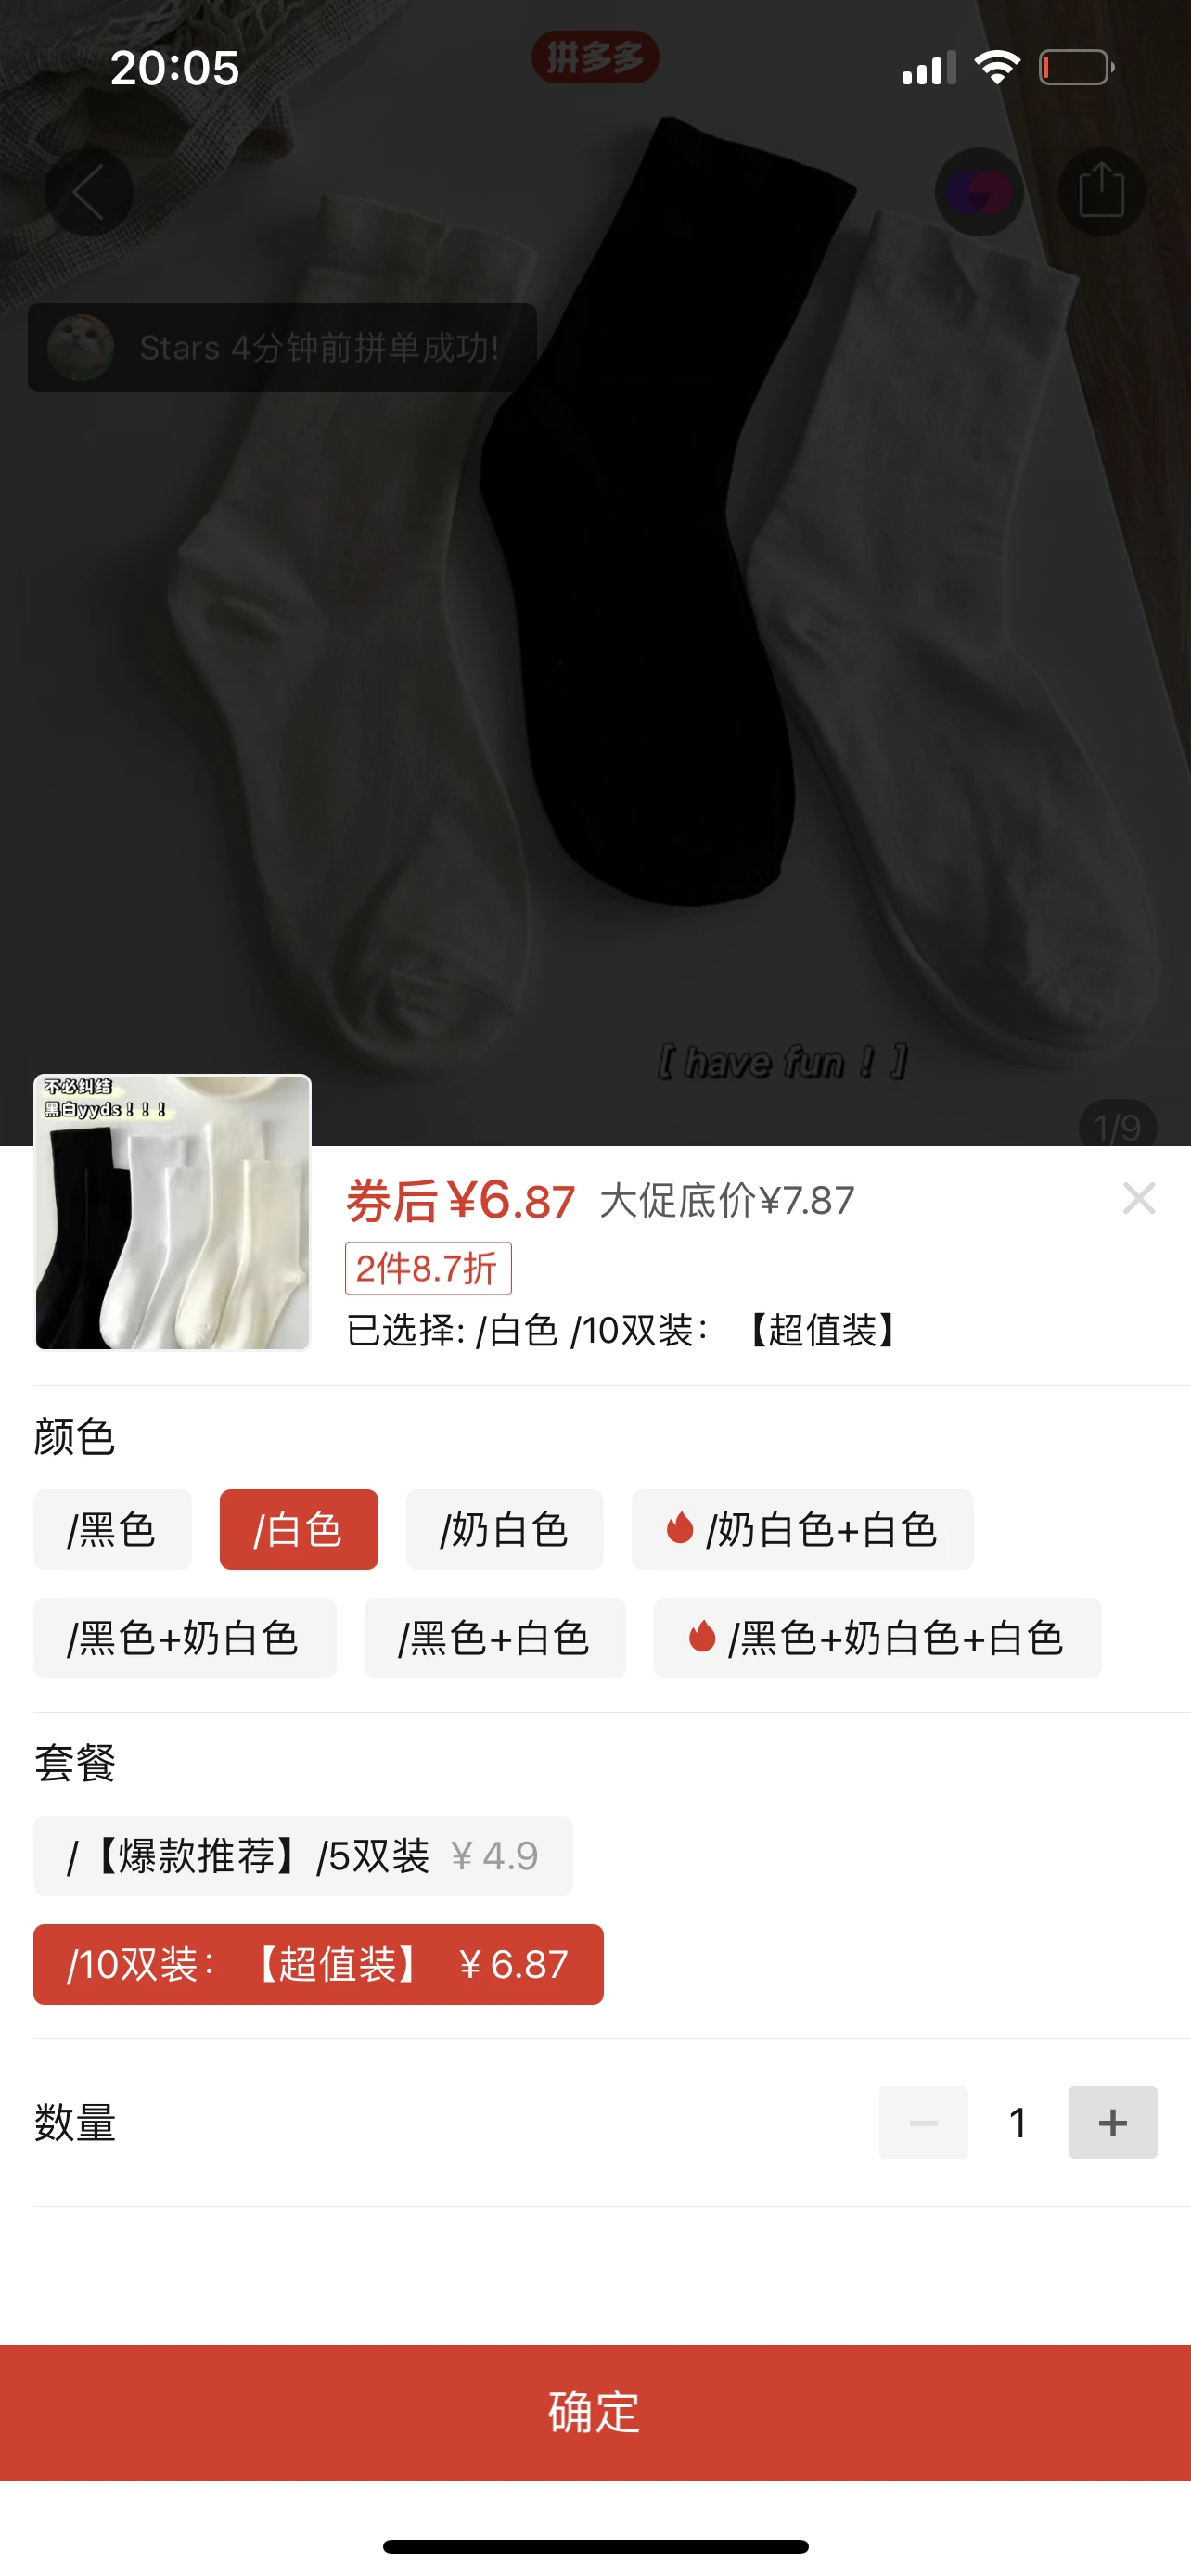 20:05
拼多多
Stars 4分钟前拼单成功!
[ have fun ! ]
1/9
不必纠结
黑白yyds！！！
券后 ¥6.87 大促底价¥7.87
2件8.7折
已选择: /白色 /10双装：【超值装】
颜色
/黑色 /白色 /奶白色 /奶白色+白色
/黑色+奶白色 /黑色+白色 /黑色+奶白色+白色
套餐
/【爆款推荐】/5双装 ¥ 4.9
/10双装：【超值装】 ¥ 6.87
数量 − 1 +
确定